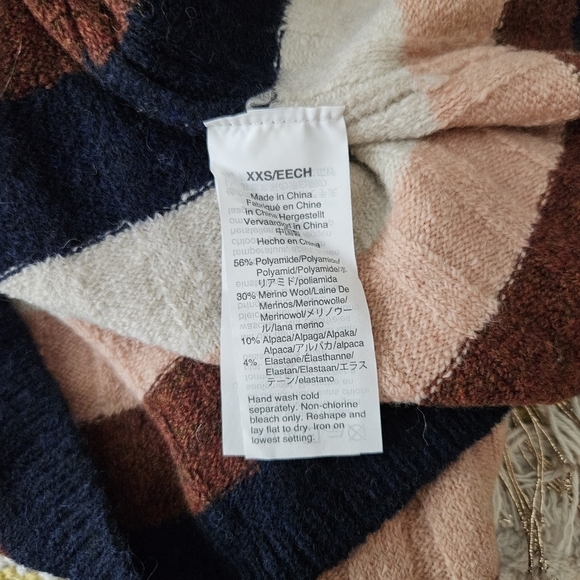 XXS/EECH
Made in China
Fabriqué en Chine
in China Hergestellt
Vervaardigd in China
中国製
Hecho en China
56% Polyamide/Polyamid/
Polyamid/Polyamide/ポ
リアミド/poliamida
30% Merino Wool/Laine De
Merinos/Merinowolle/
Merinowol/メリノウー
ル/lana merino
10% Alpaca/Alpaga/Alpaka/
Alpaca/アルパカ/alpaca
4% Elastane/Élasthanne/
Elastan/Elastaan/エラス
テーン/elastano
Hand wash cold
separately. Non-chlorine
bleach only. Reshape and
lay flat to dry. Iron on
lowest setting.